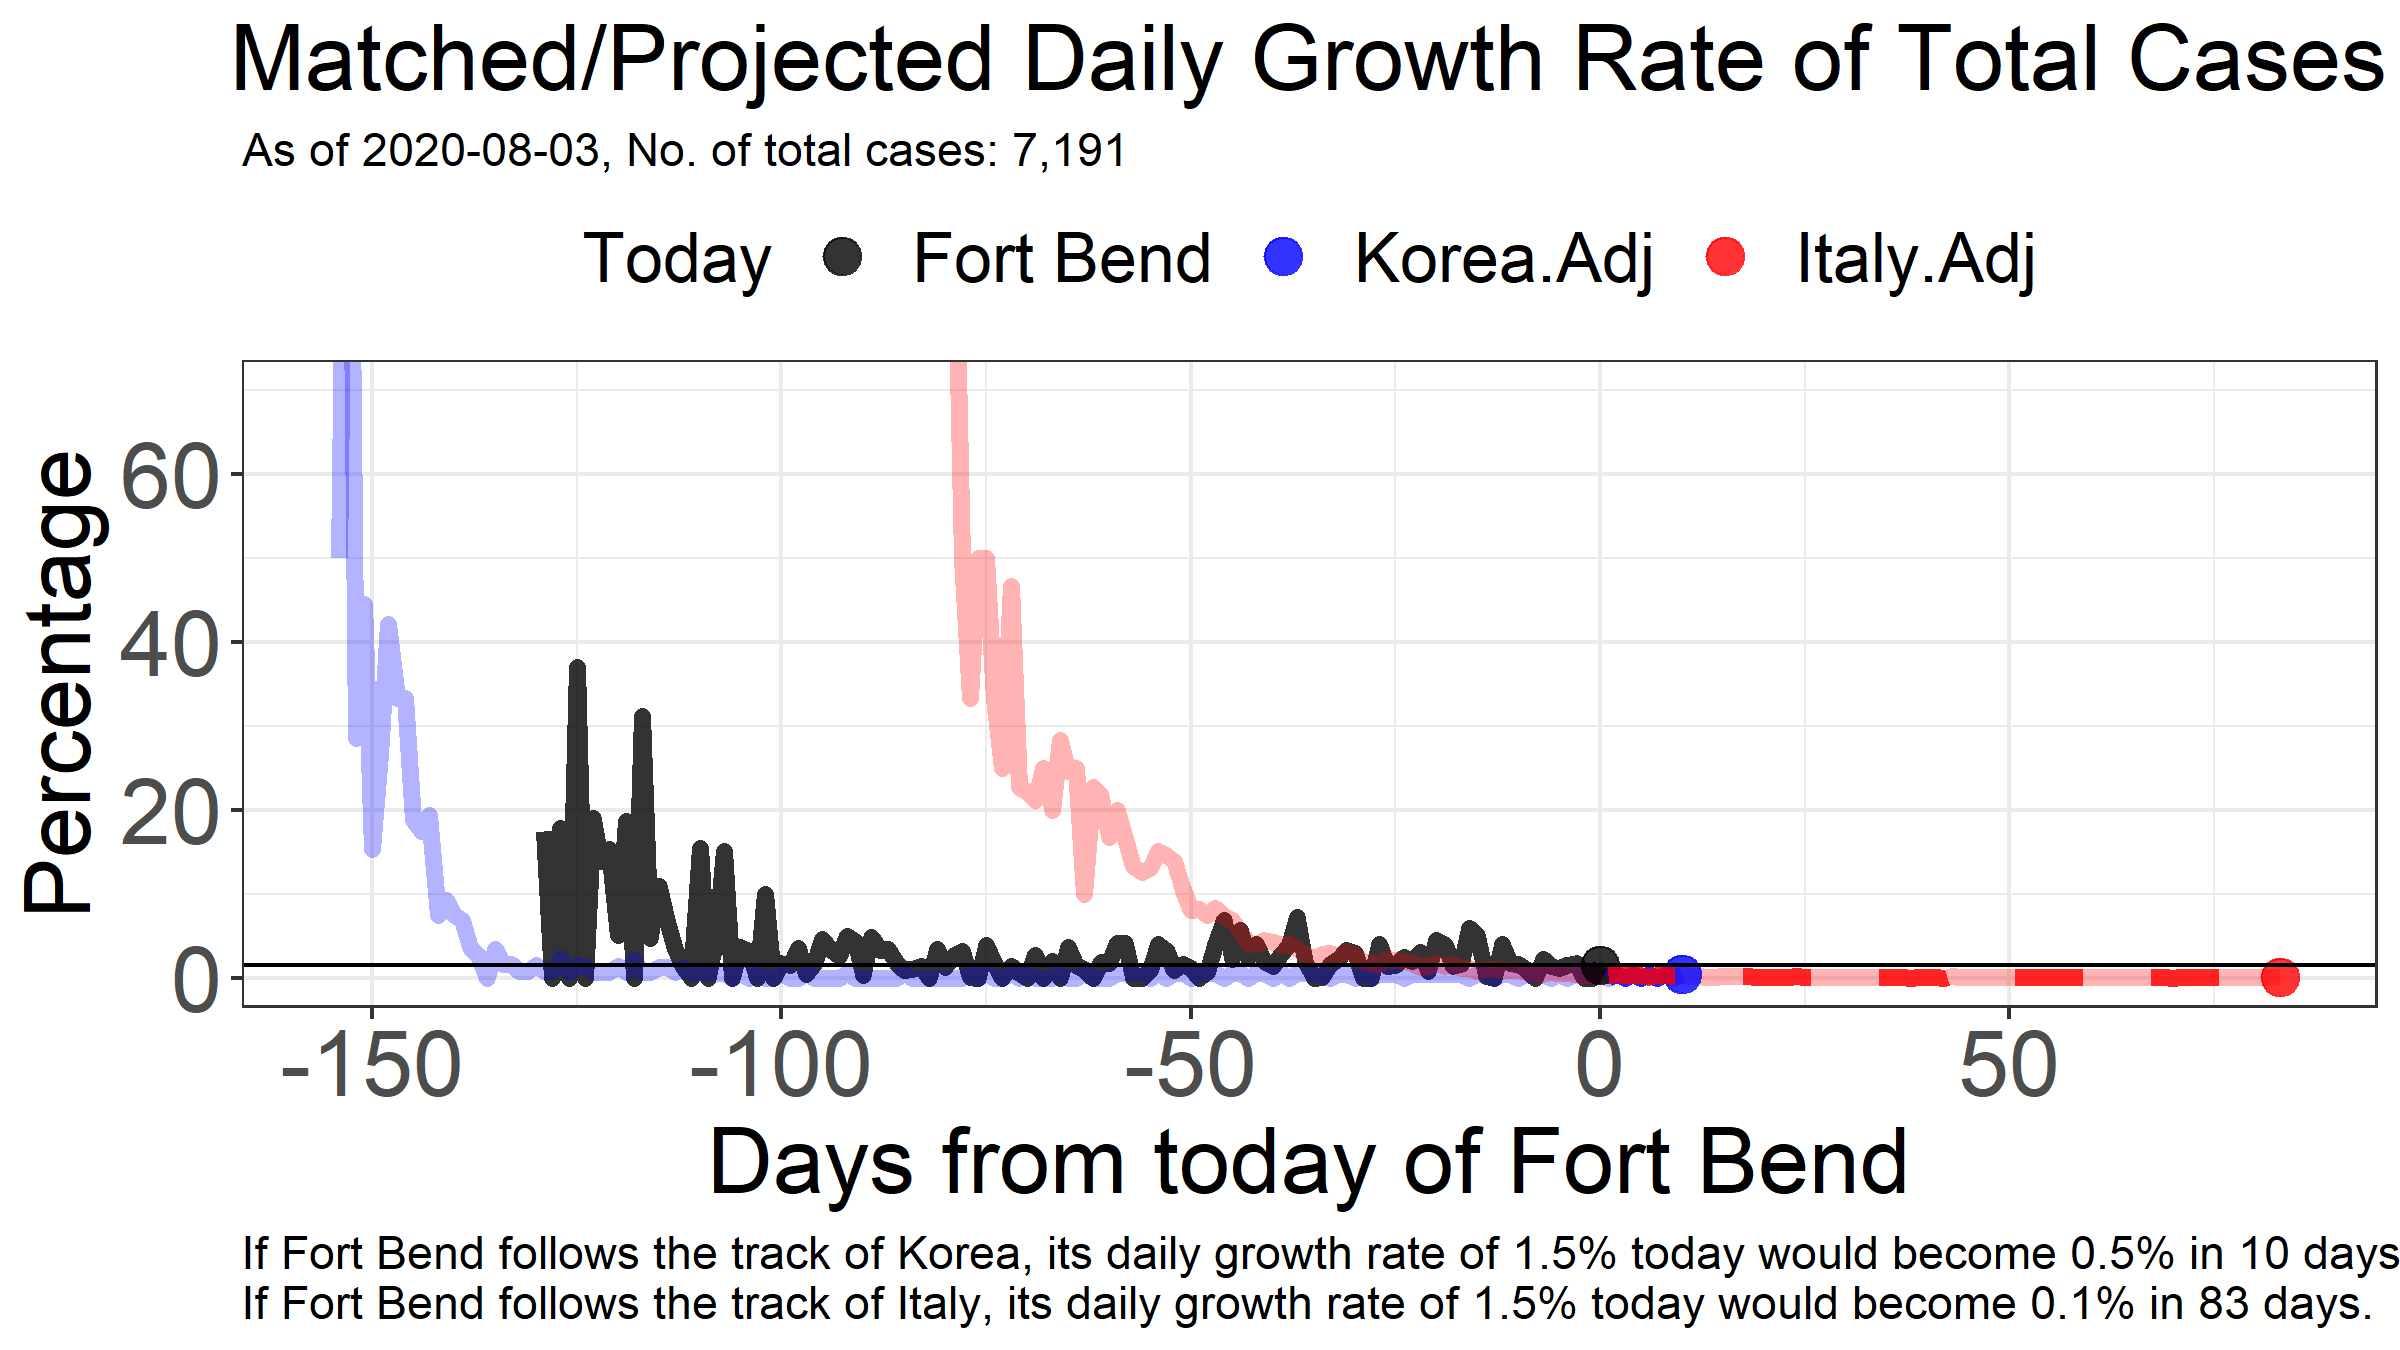 Matched/Projected Daily Growth Rate of Total Cases
As of 2020-08-03, No. of total cases: 7,191
Today Fort Bend Korea.Adj Italy.Adj
Percentage
60
40
20
0
-150 -100 -50 0 50
Days from today of Fort Bend
If Fort Bend follows the track of Korea, its daily growth rate of 1.5% today would become 0.5% in 10 days
If Fort Bend follows the track of Italy, its daily growth rate of 1.5% today would become 0.1% in 83 days.